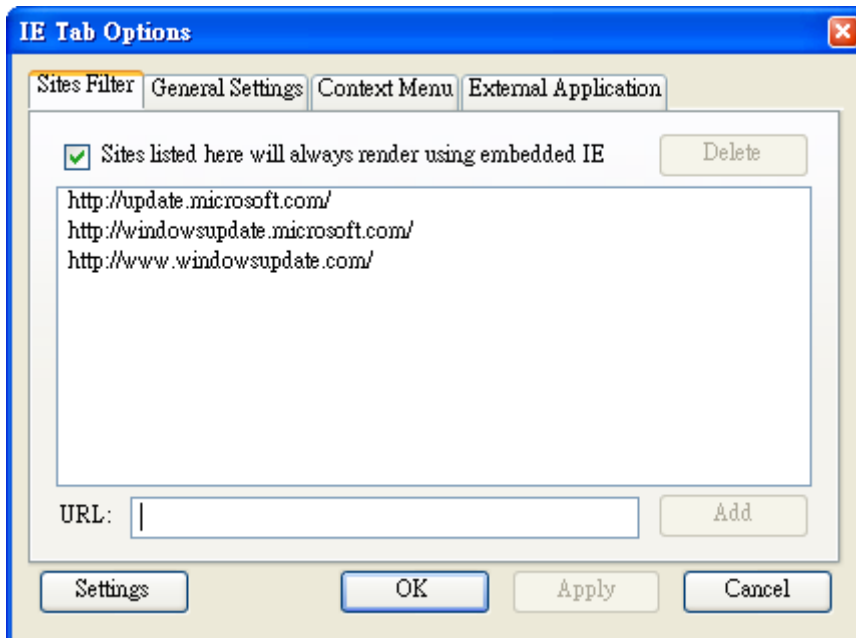 IE Tab Options
Sites Filter General Settings Context Menu External Application
Sites listed here will always render using embedded IE Delete
http://update.microsoft.com/
http://windowsupdate.microsoft.com/
http://www.windowsupdate.com/
URL: Add
Settings OK Apply Cancel